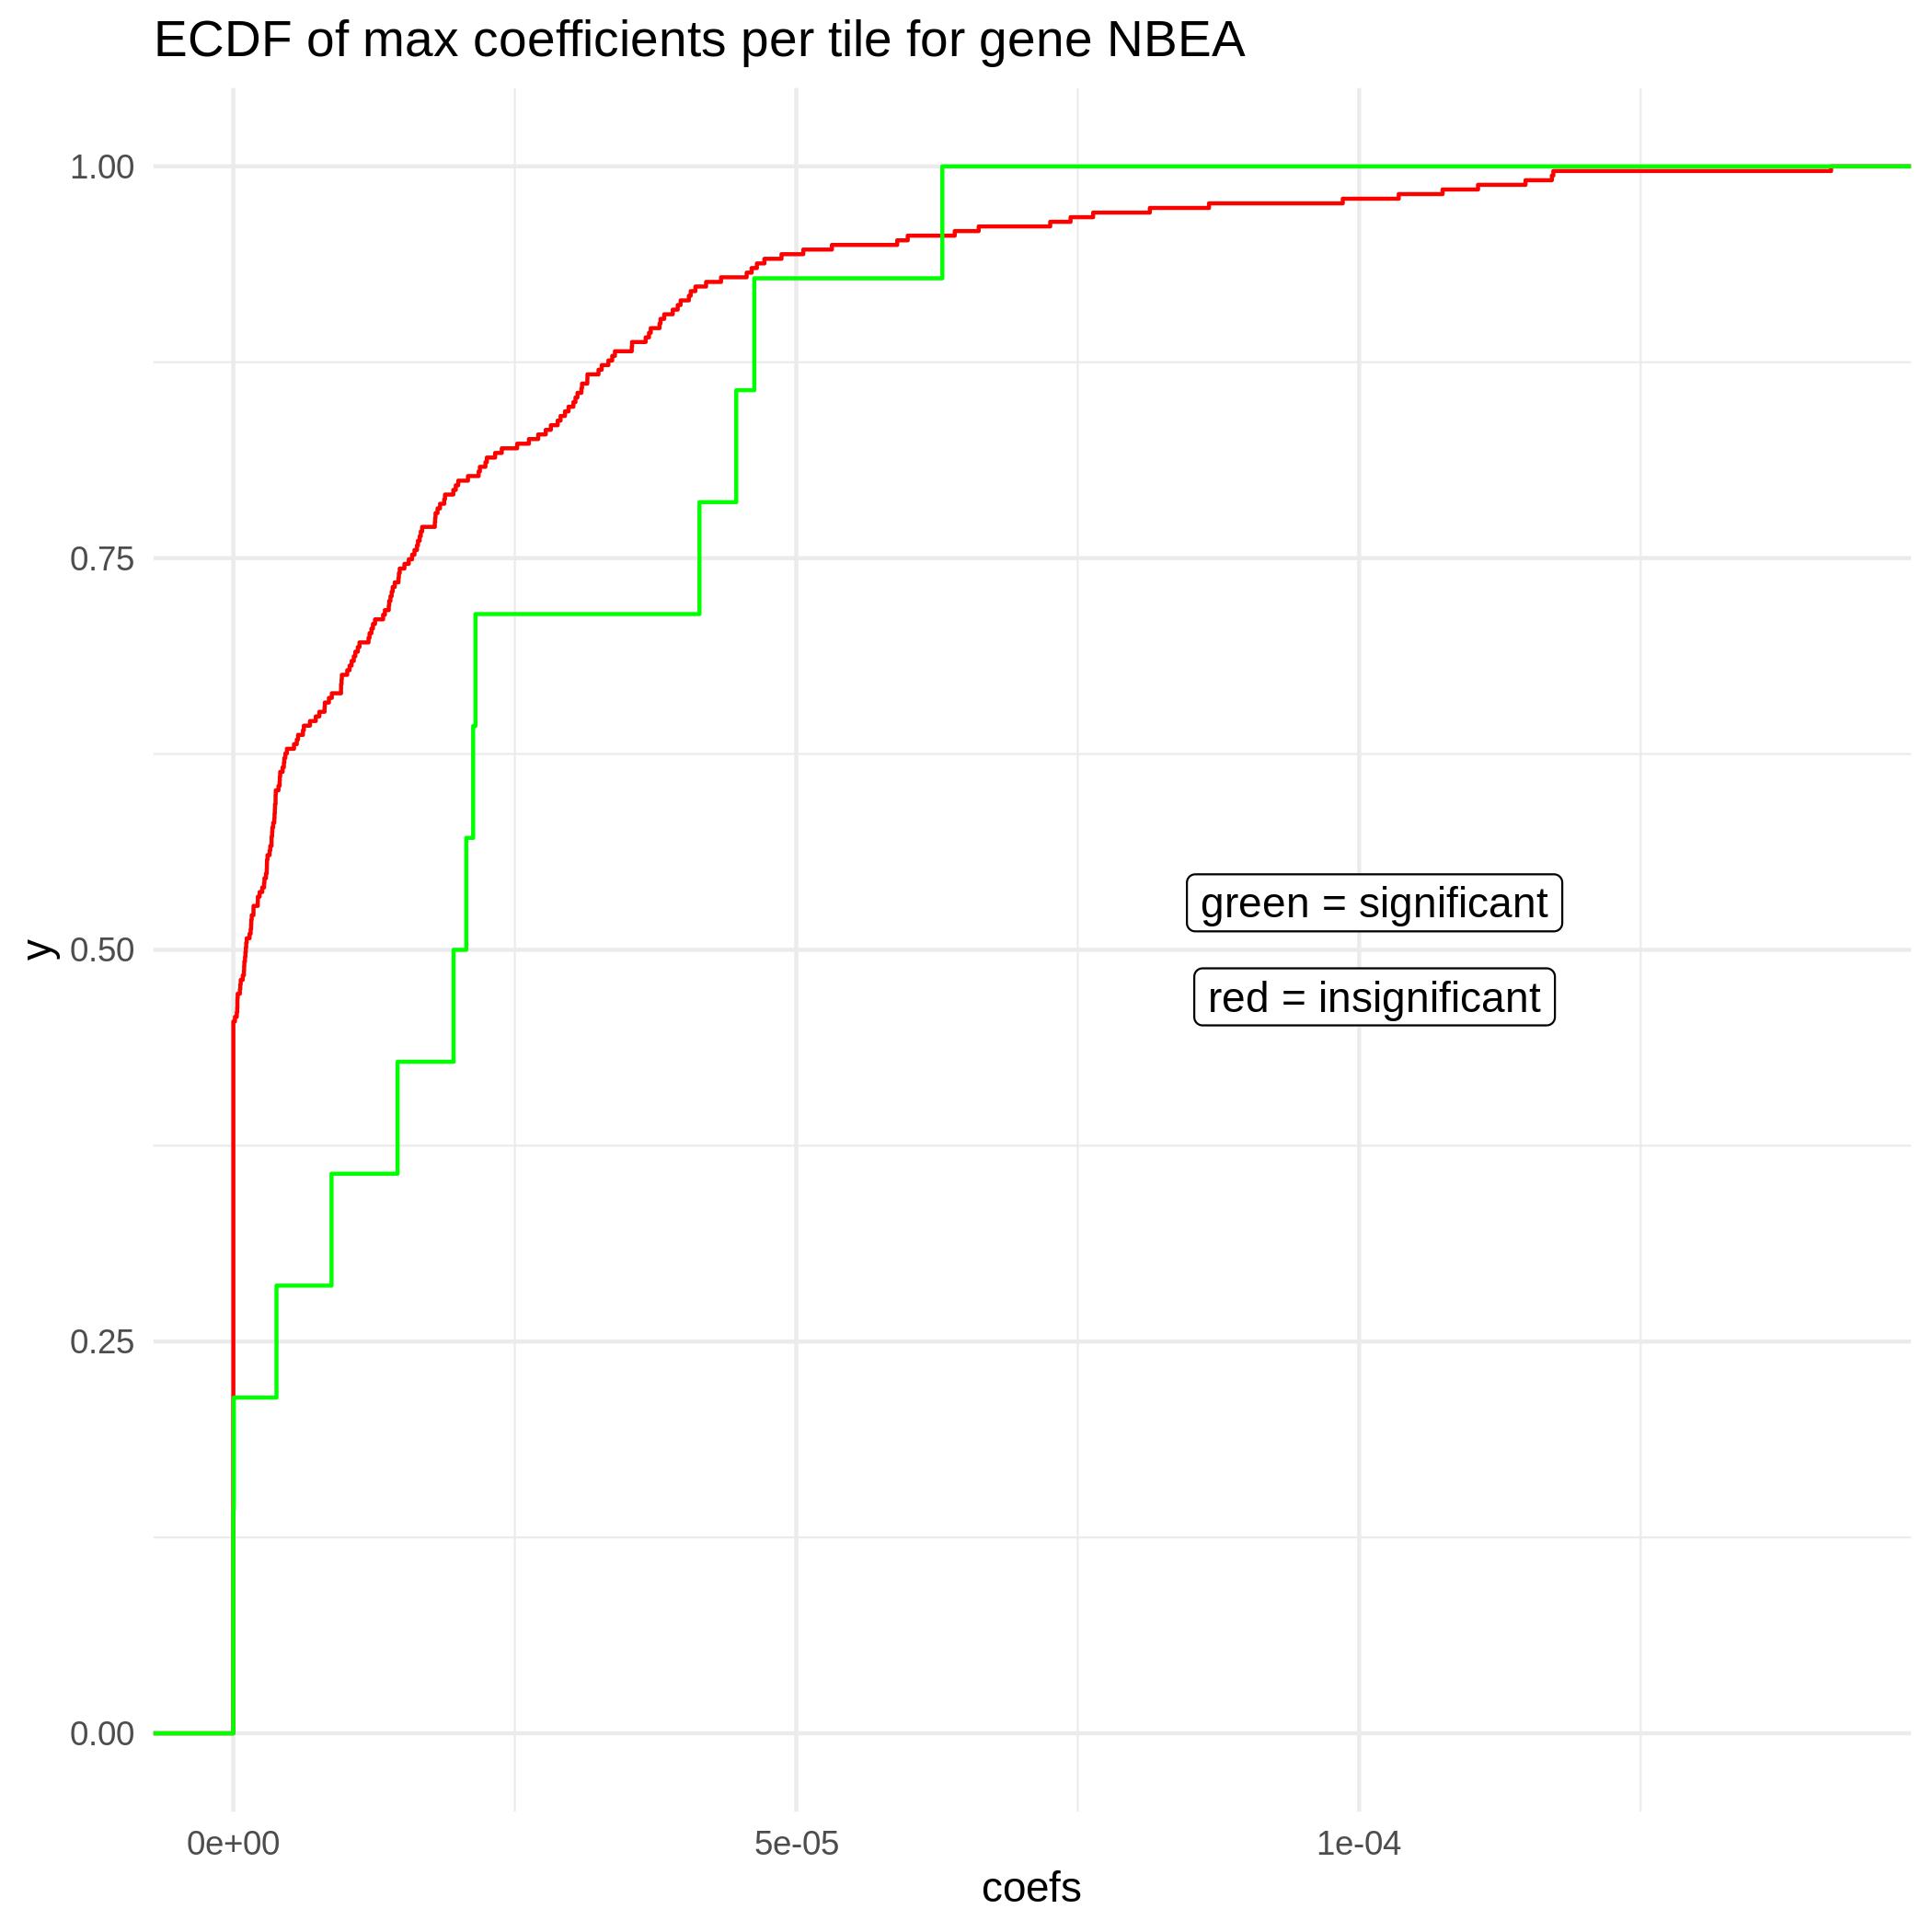 ECDF of max coefficients per tile for gene NBEA
1.00
0.75
0.50
0.25
0.00
y
green = significant
red = insignificant
0e+00 5e-05 1e-04
coefs